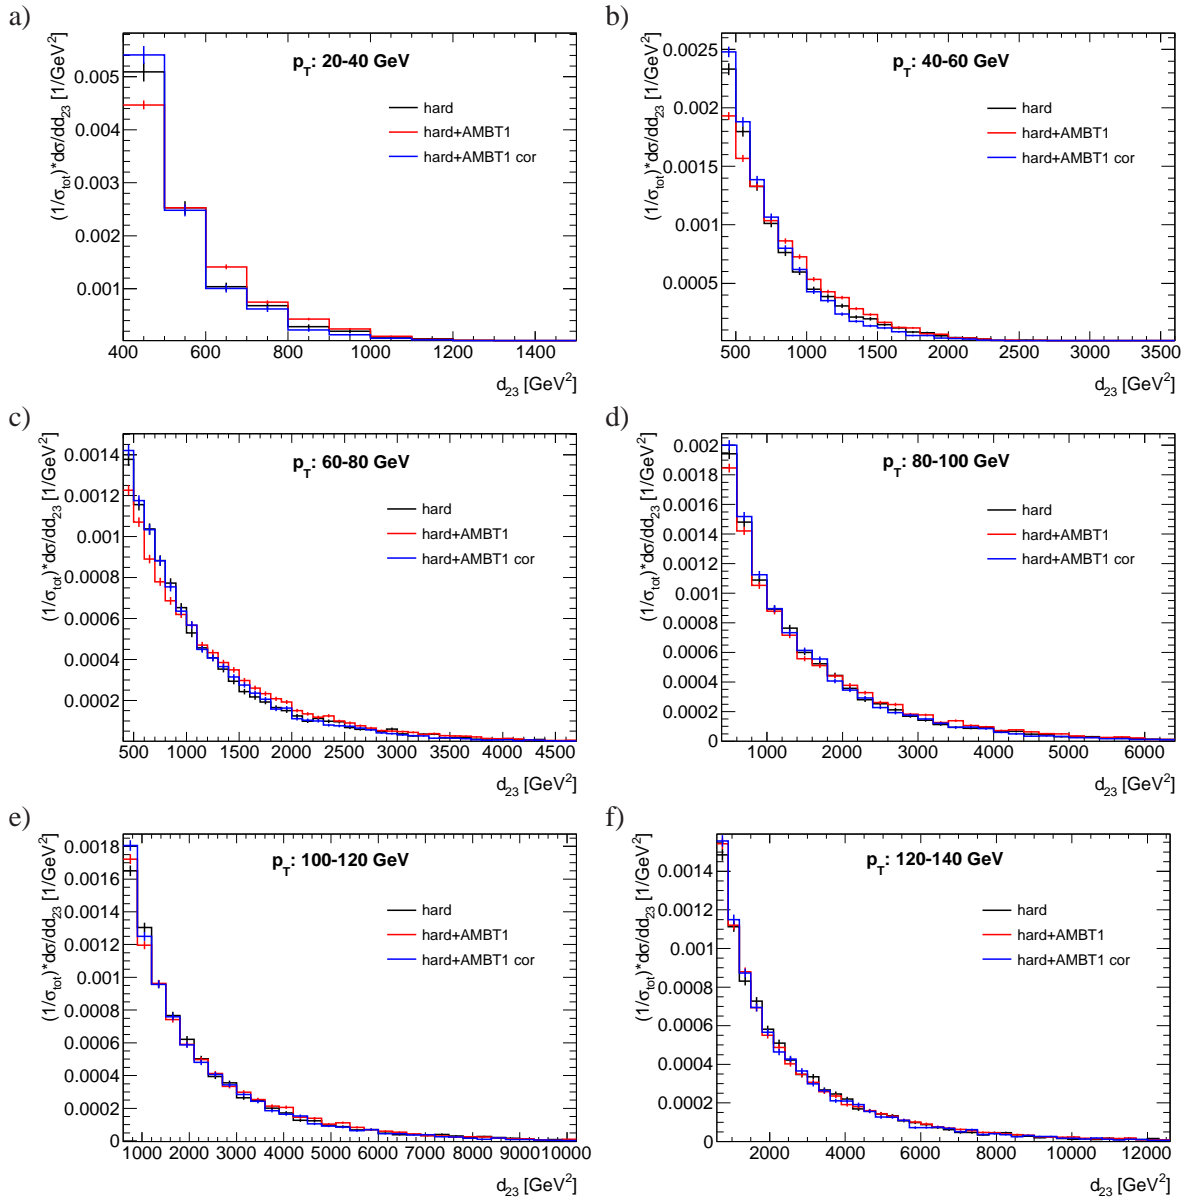 a)
(1/σtot)*dσ/dd23 [1/GeV²]
pT: 20-40 GeV
hard
hard+AMBT1
hard+AMBT1 cor
0.005
0.004
0.003
0.002
0.001
400 600 800 1000 1200 1400
d23 [GeV²]
b)
(1/σtot)*dσ/dd23 [1/GeV²]
pT: 40-60 GeV
hard
hard+AMBT1
hard+AMBT1 cor
0.0025
0.002
0.0015
0.001
0.0005
500 1000 1500 2000 2500 3000 3500
d23 [GeV²]
c)
(1/σtot)*dσ/dd23 [1/GeV²]
pT: 60-80 GeV
hard
hard+AMBT1
hard+AMBT1 cor
0.0014
0.0012
0.001
0.0008
0.0006
0.0004
0.0002
500 1000 1500 2000 2500 3000 3500 4000 4500
d23 [GeV²]
d)
(1/σtot)*dσ/dd23 [1/GeV²]
pT: 80-100 GeV
hard
hard+AMBT1
hard+AMBT1 cor
0.002
0.0018
0.0016
0.0014
0.0012
0.001
0.0008
0.0006
0.0004
0.0002
0
1000 2000 3000 4000 5000 6000
d23 [GeV²]
e)
(1/σtot)*dσ/dd23 [1/GeV²]
pT: 100-120 GeV
hard
hard+AMBT1
hard+AMBT1 cor
0.0018
0.0016
0.0014
0.0012
0.001
0.0008
0.0006
0.0004
0.0002
0
1000 2000 3000 4000 5000 6000 7000 8000 9000 10000
d23 [GeV²]
f)
(1/σtot)*dσ/dd23 [1/GeV²]
pT: 120-140 GeV
hard
hard+AMBT1
hard+AMBT1 cor
0.0014
0.0012
0.001
0.0008
0.0006
0.0004
0.0002
0
2000 4000 6000 8000 10000 12000
d23 [GeV²]